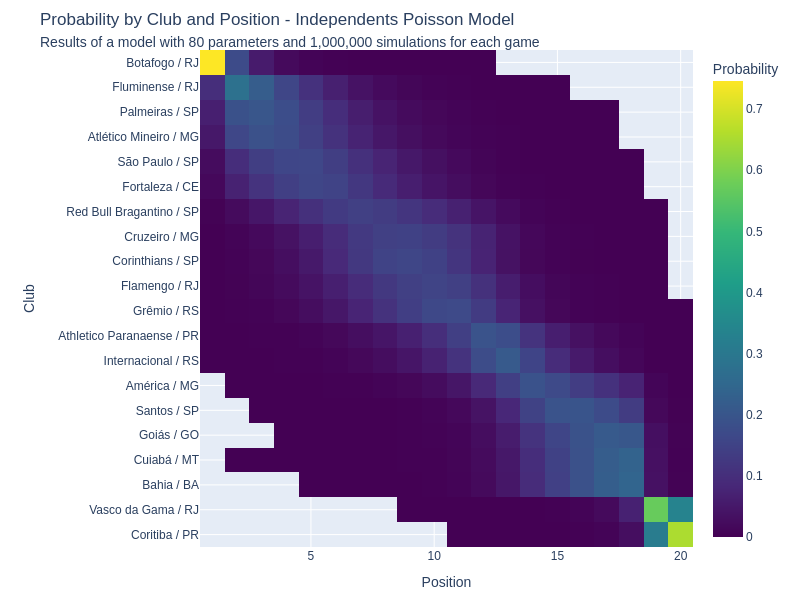 Probability by Club and Position - Independents Poisson Model
Results of a model with 80 parameters and 1,000,000 simulations for each game
Botafogo / RJ
Fluminense / RJ
Palmeiras / SP
Atlético Mineiro / MG
São Paulo / SP
Fortaleza / CE
Red Bull Bragantino / SP
Cruzeiro / MG
Corinthians / SP
Flamengo / RJ
Grêmio / RS
Athletico Paranaense / PR
Internacional / RS
América / MG
Santos / SP
Goiás / GO
Cuiabá / MT
Bahia / BA
Vasco da Gama / RJ
Coritiba / PR
Club
5
10
15
20
Position
Probability
0.7
0.6
0.5
0.4
0.3
0.2
0.1
0